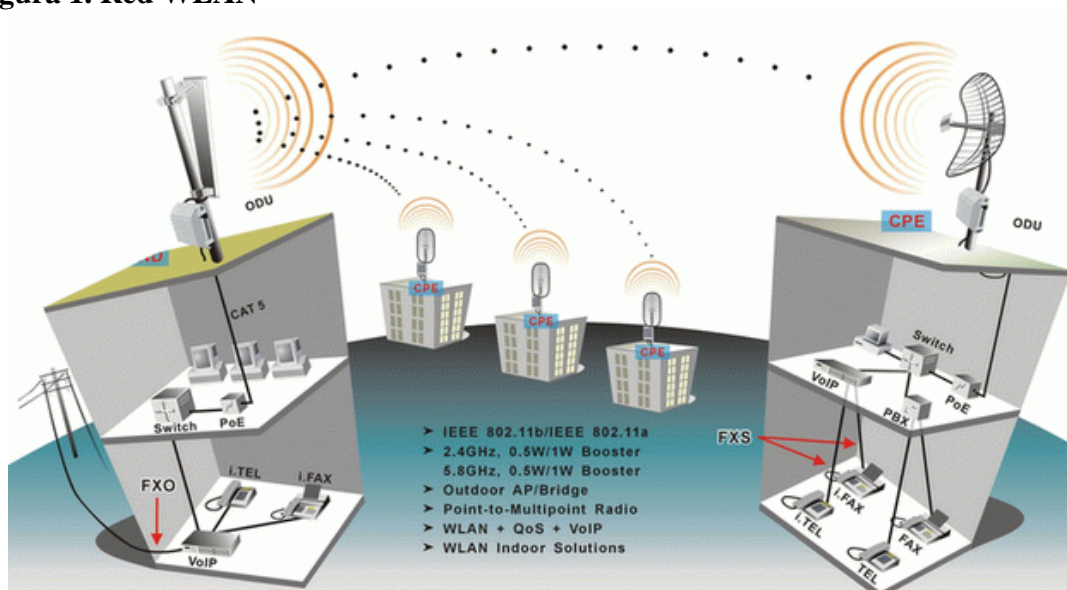 Figura 1. Red WLAN
ODU
CAT 5
Switch
PoE
i.TEL
i.FAX
FXO
VoIP
CPE
CPE
CPE
➤ IEEE 802.11b/IEEE 802.11a
➤ 2.4GHz, 0.5W/1W Booster
5.8GHz, 0.5W/1W Booster
➤ Outdoor AP/Bridge
➤ Point-to-Multipoint Radio
➤ WLAN + QoS + VoIP
➤ WLAN Indoor Solutions
CPE
ODU
Switch
VoIP
PoE
PBX
FXS
i.FAX
i.TEL
FAX
TEL